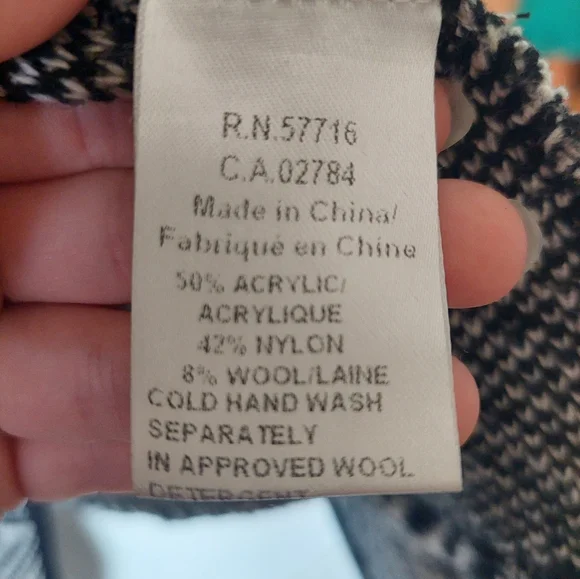 R.N.57716
C.A.02784
Made in China/
Fabriqué en Chine
50% ACRYLIC/
ACRYLIQUE
42% NYLON
8% WOOL/LAINE
COLD HAND WASH
SEPARATELY
IN APPROVED WOOL
DETERGENT